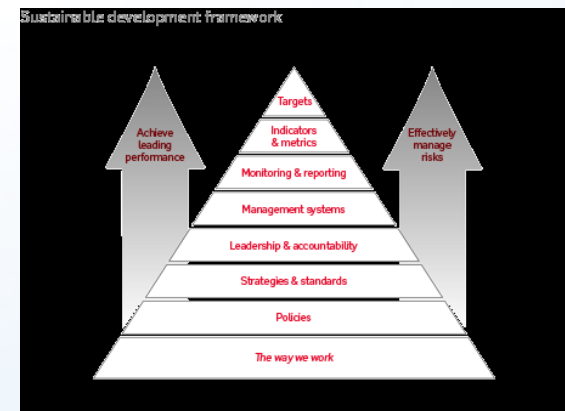 Sustainable development framework
Targets
Achieve
leading
performance
Indicators
& metrics
Effectively
manage
risks
Monitoring & reporting
Management systems
Leadership & accountability
Strategies & standards
Policies
The way we work